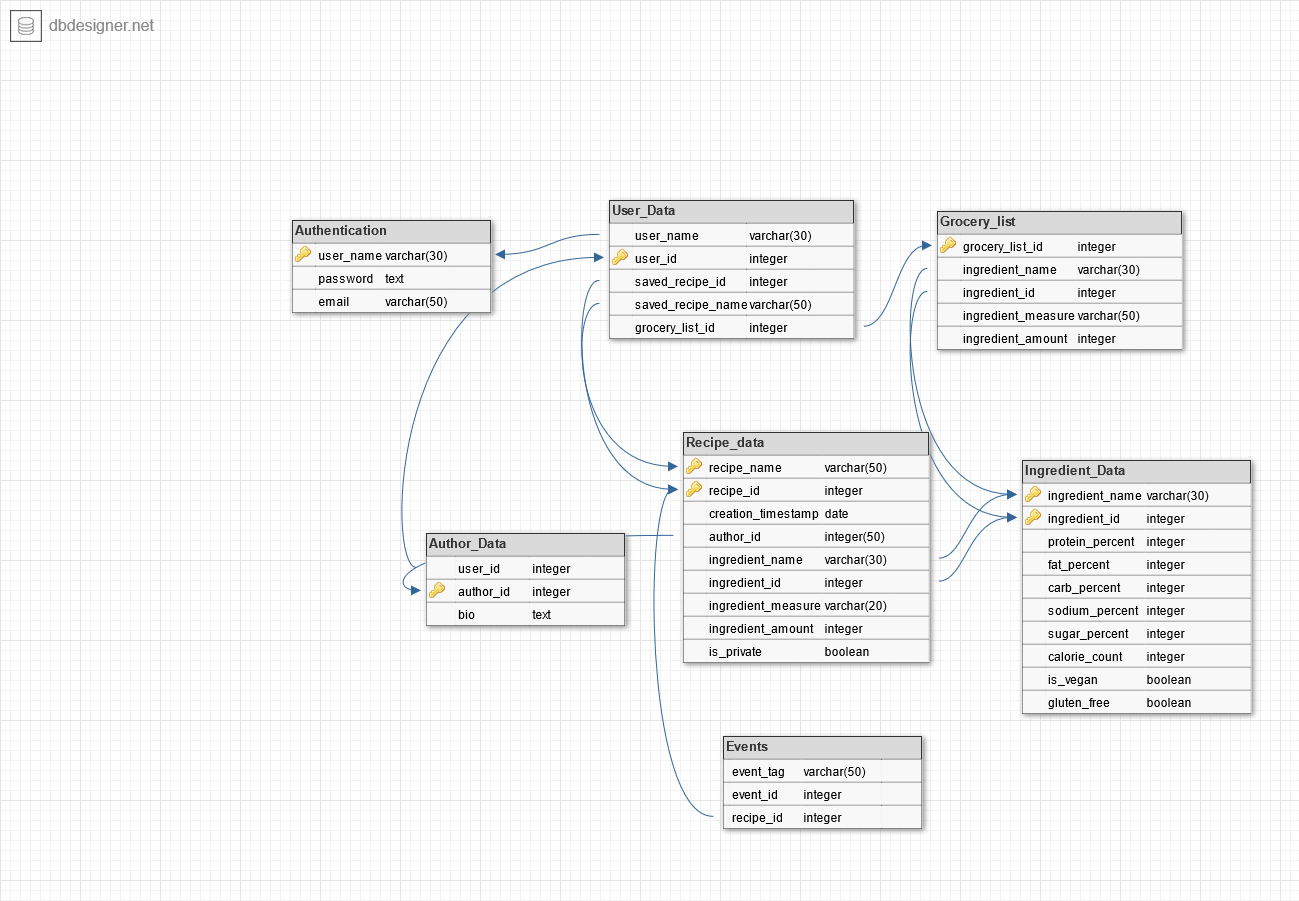 dbdesigner.net
Authentication
user_name varchar(30)
password text
email varchar(50)
User_Data
user_name varchar(30)
user_id integer
saved_recipe_id integer
saved_recipe_name varchar(50)
grocery_list_id integer
Grocery_list
grocery_list_id integer
ingredient_name varchar(30)
ingredient_id integer
ingredient_measure varchar(50)
ingredient_amount integer
Recipe_data
recipe_name varchar(50)
recipe_id integer
creation_timestamp date
author_id integer(50)
ingredient_name varchar(30)
ingredient_id integer
ingredient_measure varchar(20)
ingredient_amount integer
is_private boolean
Ingredient_Data
ingredient_name varchar(30)
ingredient_id integer
protein_percent integer
fat_percent integer
carb_percent integer
sodium_percent integer
sugar_percent integer
calorie_count integer
is_vegan boolean
gluten_free boolean
Author_Data
user_id integer
author_id integer
bio text
Events
event_tag varchar(50)
event_id integer
recipe_id integer